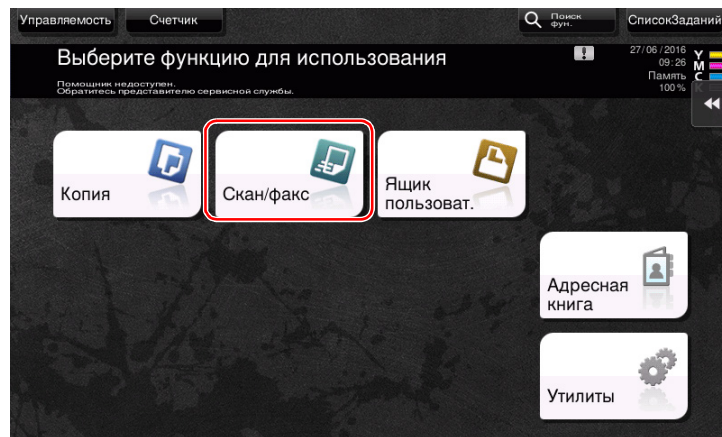 Управляемость
Счетчик
Поиск
фун.
СписокЗаданий
Выберите функцию для использования
Помощник недоступен.
Обратитесь представителю сервисной службы.
27/06/2016
09:26
Память
100 %
Y
M
C
K
Копия
Скан/факс
Ящик
пользоват.
Адресная
книга
Утилиты